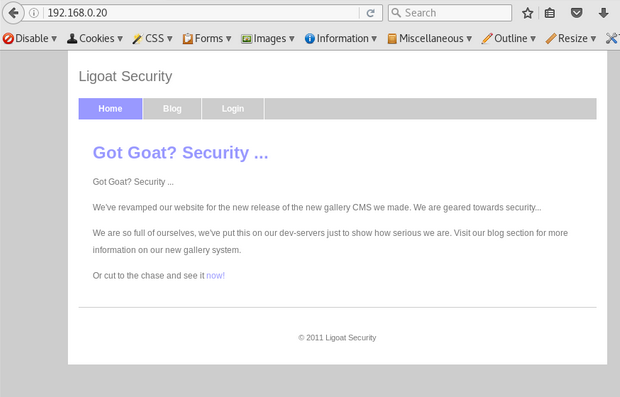 192.168.0.20 Search
Disable Cookies CSS Forms Images Information Miscellaneous Outline Resize
Ligoat Security
Home Blog Login
Got Goat? Security ...
Got Goat? Security ...
We've revamped our website for the new release of the new gallery CMS we made. We are geared towards security...
We are so full of ourselves, we've put this on our dev-servers just to show how serious we are. Visit our blog section for more
information on our new gallery system.
Or cut to the chase and see it now!
© 2011 Ligoat Security